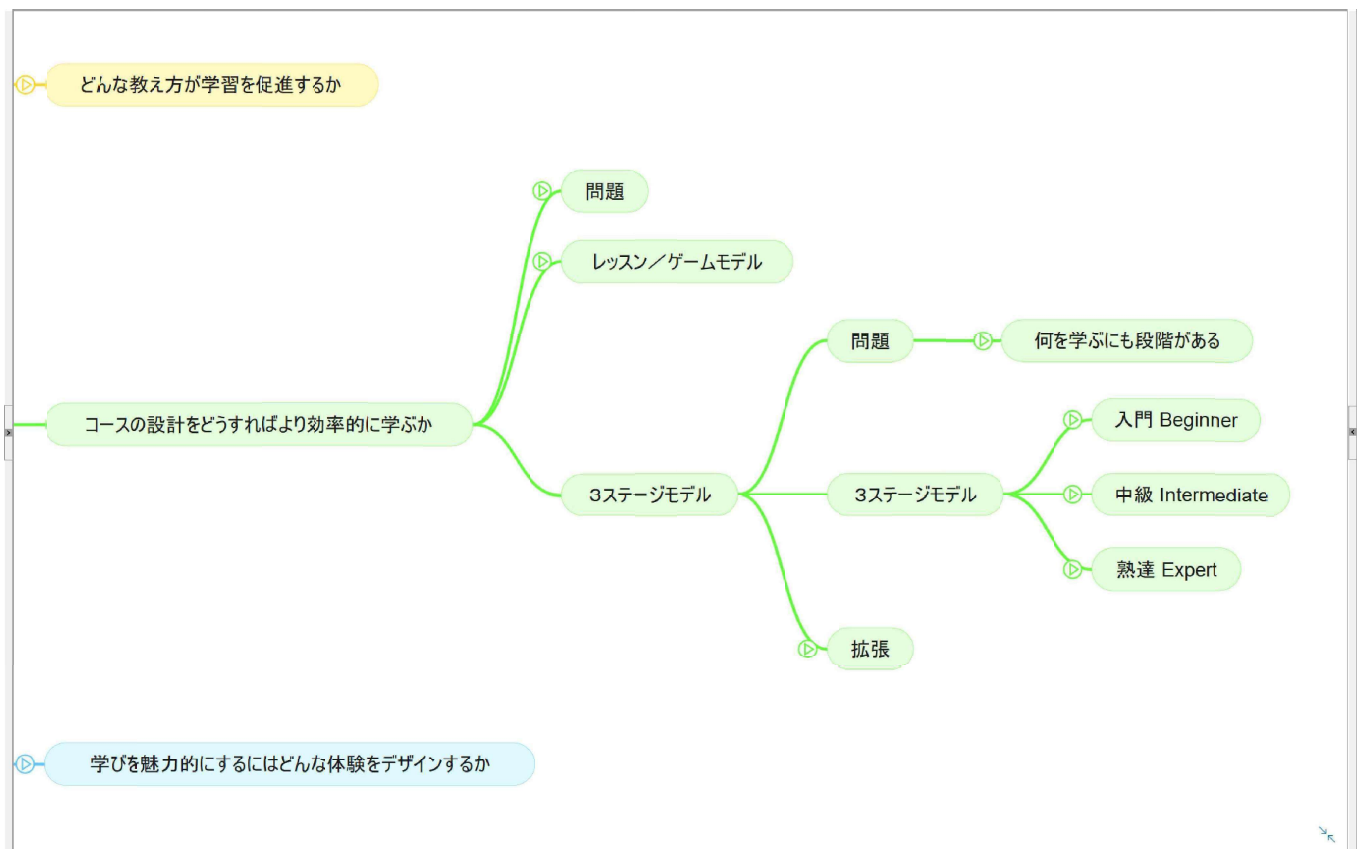 どんな教え方が学習を促進するか
問題
レッスン／ゲームモデル
問題
何を学ぶにも段階がある
入門 Beginner
コースの設計をどうすればより効率的に学ぶか
3ステージモデル
3ステージモデル
中級 Intermediate
熟達 Expert
拡張
学びを魅力的にするにはどんな体験をデザインするか